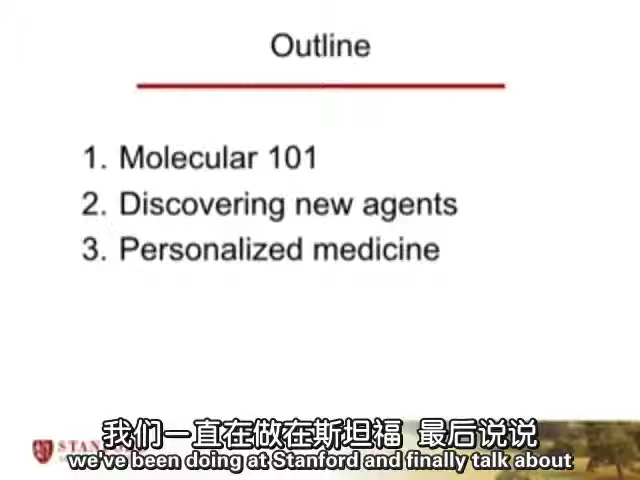 Outline
1. Molecular 101
2. Discovering new agents
3. Personalized medicine
我们一直在做在斯坦福 最后说说
we've been doing at Stanford and finally talk about